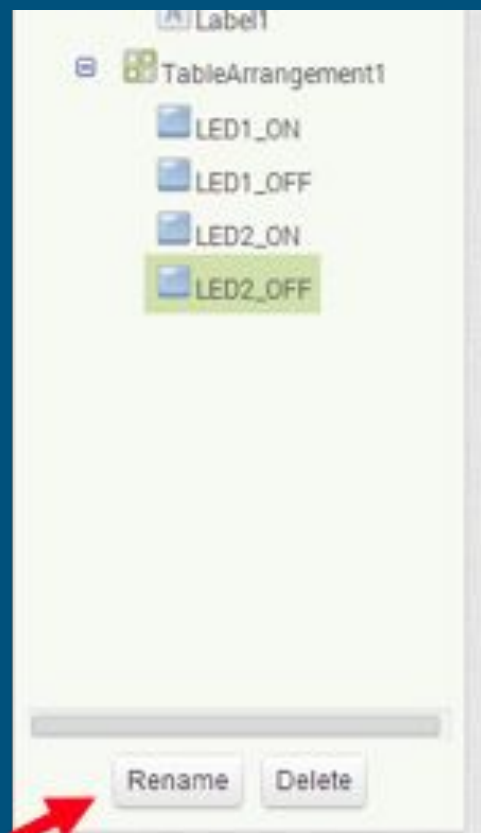 Label1
TableArrangement1
LED1_ON
LED1_OFF
LED2_ON
LED2_OFF
Rename Delete